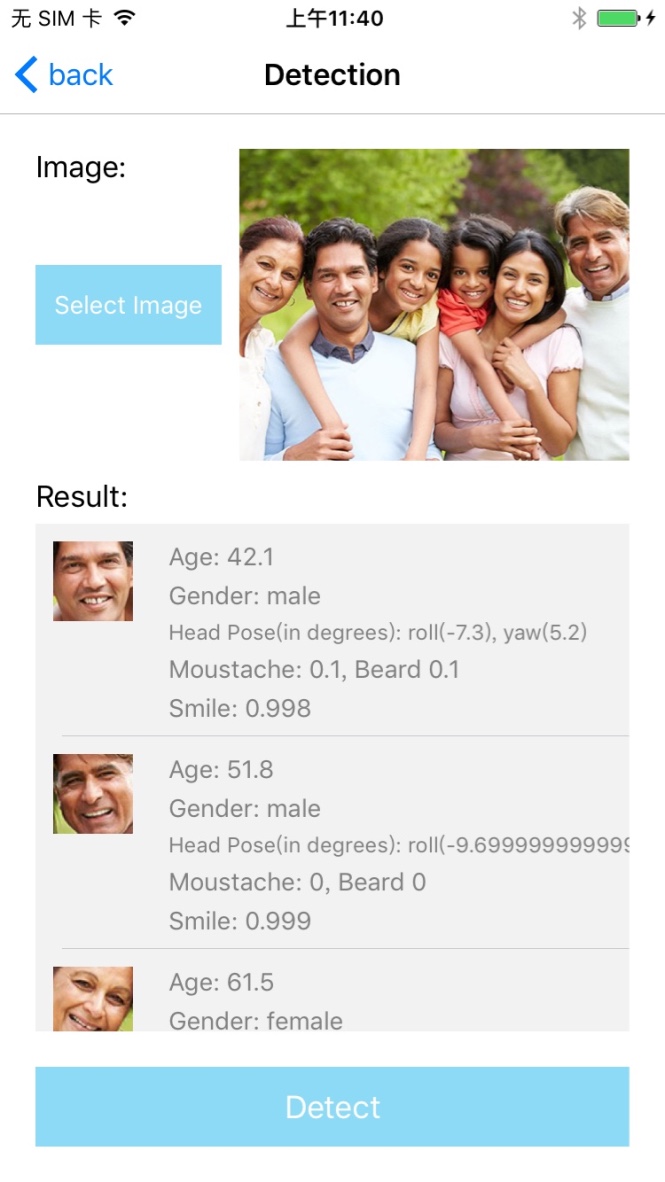 无 SIM 卡 上午11:40
back Detection
Image:
Select Image
Result:
Age: 42.1
Gender: male
Head Pose(in degrees): roll(-7.3), yaw(5.2)
Moustache: 0.1, Beard 0.1
Smile: 0.998
Age: 51.8
Gender: male
Head Pose(in degrees): roll(-9.699999999999
Moustache: 0, Beard 0
Smile: 0.999
Age: 61.5
Gender: female
Detect